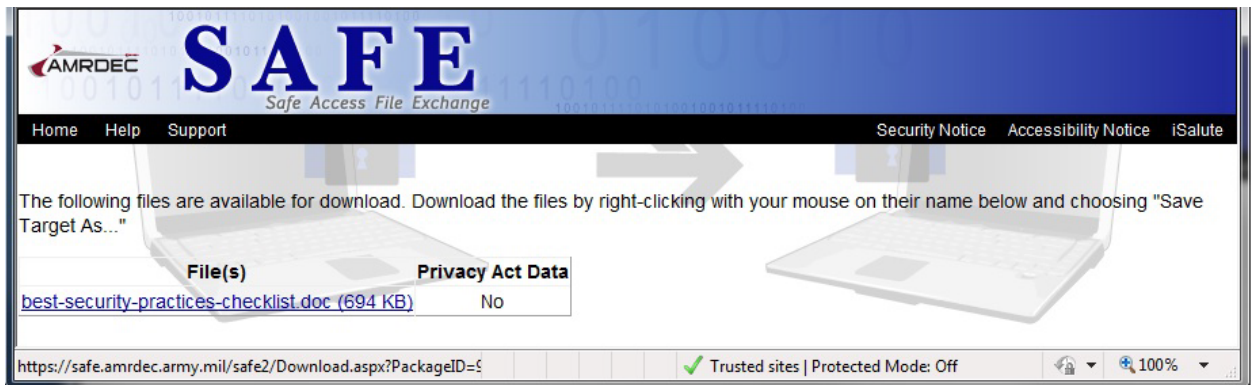 AMRDEC
SAFE
Safe Access File Exchange
Home Help Support Security Notice Accessibility Notice iSalute
The following files are available for download. Download the files by right-clicking with your mouse on their name below and choosing "Save
Target As..."
File(s) Privacy Act Data
best-security-practices-checklist.doc (694 KB) No
https://safe.amrdec.army.mil/safe2/Download.aspx?PackageID=9 Trusted sites | Protected Mode: Off 100%